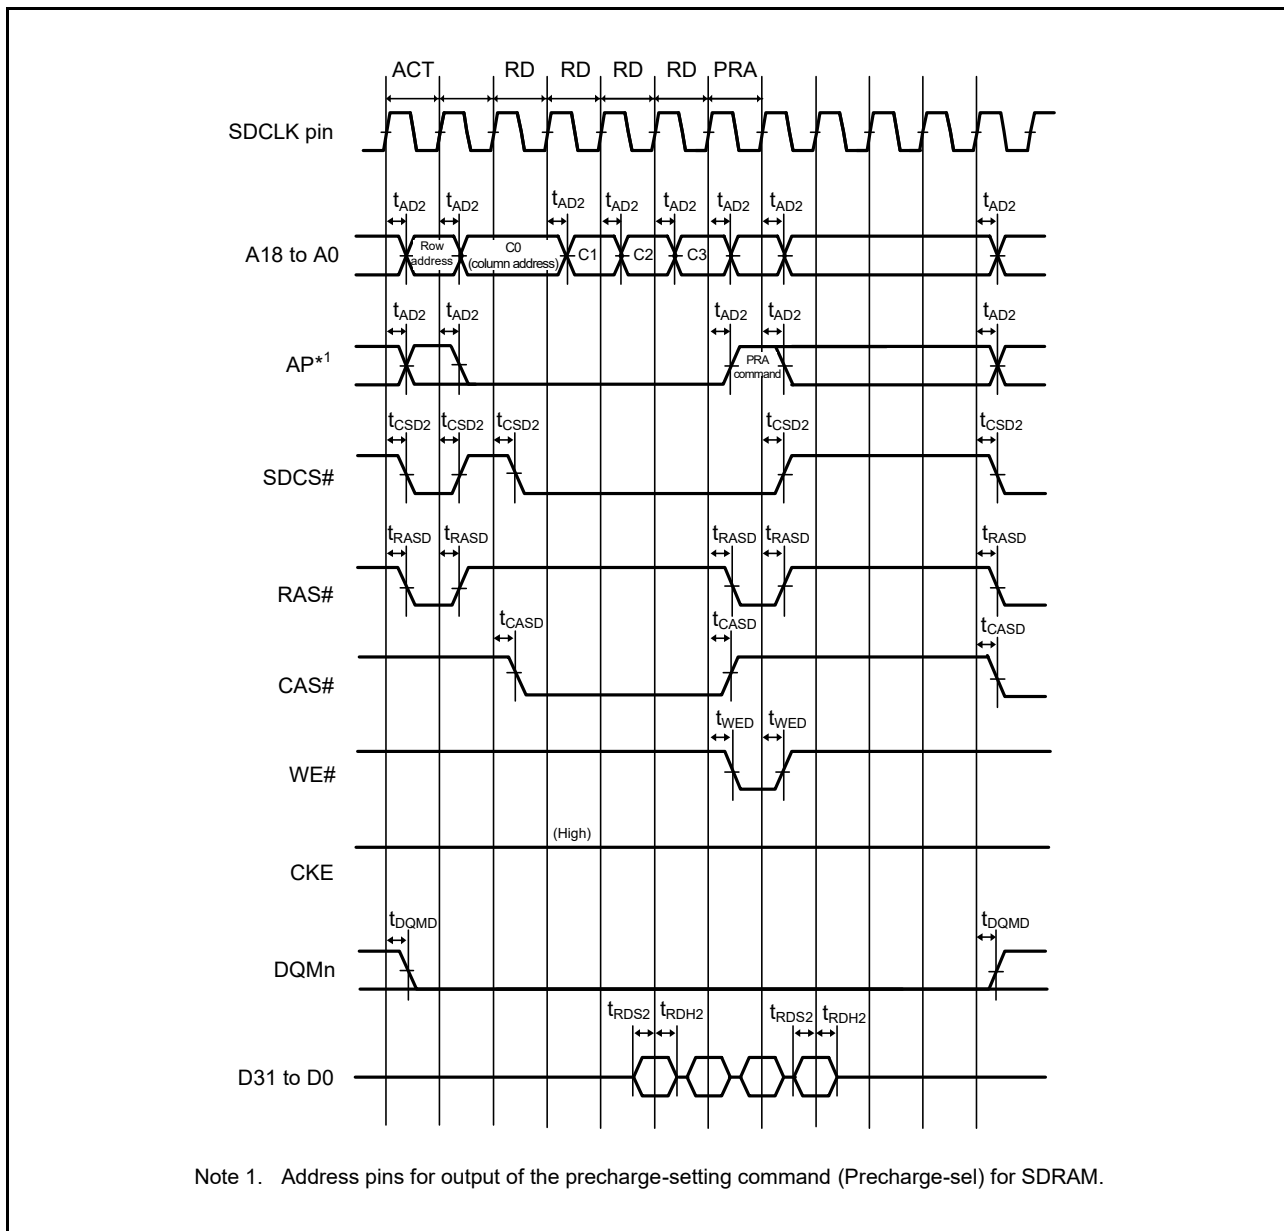 ACT RD RD RD RD PRA
SDCLK pin
tAD2 tAD2 tAD2 tAD2 tAD2 tAD2 tAD2 tAD2
A18 to A0
Row address
C0 (column address)
C1 C2 C3
tAD2 tAD2 tAD2 tAD2 tAD2
AP*1
PRA command
tCSD2 tCSD2 tCSD2 tCSD2 tCSD2
SDCS#
tRASD tRASD tRASD tRASD tRASD
RAS#
tCASD tCASD tCASD
CAS#
tWED tWED
WE#
(High)
CKE
tDQMD tDQMD
DQMn
tRDS2 tRDH2 tRDS2 tRDH2
D31 to D0
Note 1. Address pins for output of the precharge-setting command (Precharge-sel) for SDRAM.